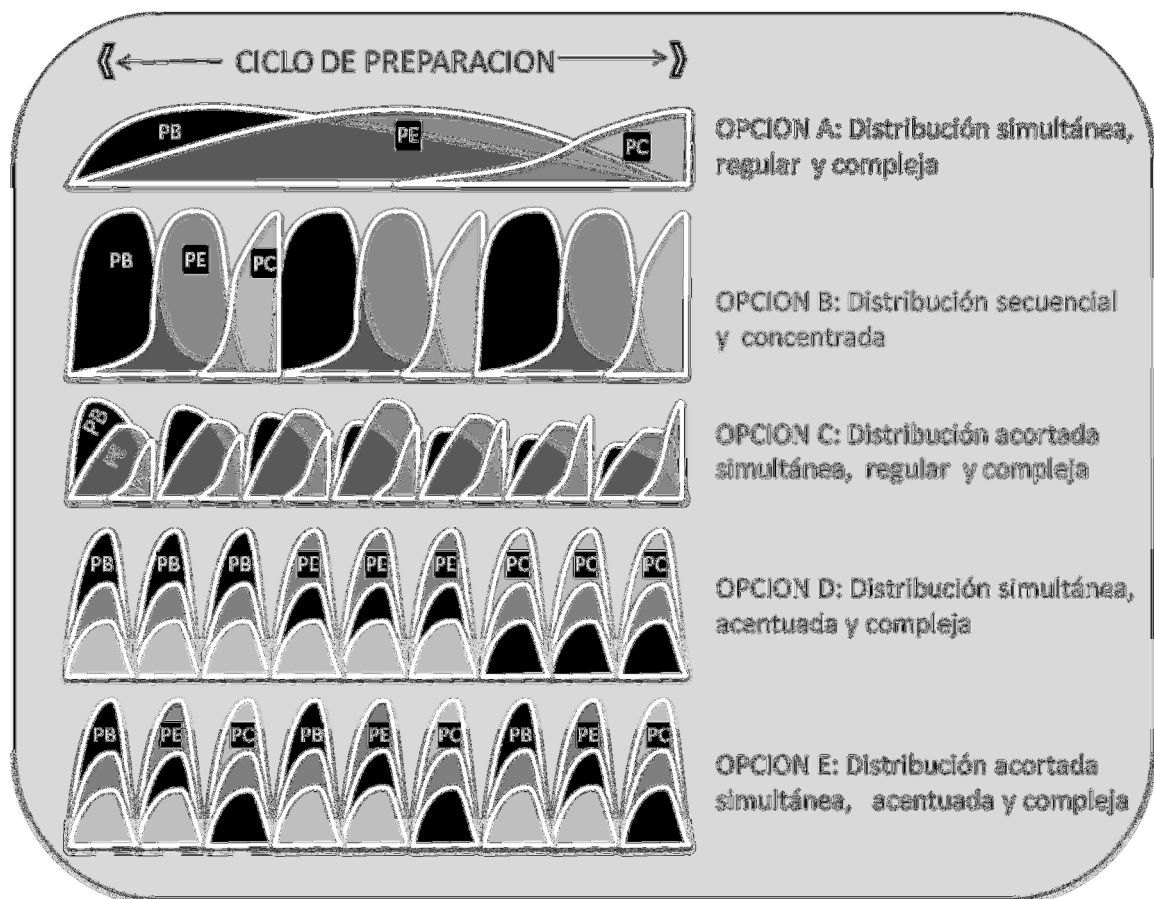 CICLO DE PREPARACION
PB
PE
PC
OPCION A: Distribución simultánea,
regular y compleja
PB
PE
PC
OPCION B: Distribución secuencial
y concentrada
PB
PE
OPCION C: Distribución acortada
simultánea, regular y compleja
PB PB PB PE PE PE PC PC PC
OPCION D: Distribución simultánea,
acentuada y compleja
PB PE PC PB PE PC PB PE PC
OPCION E: Distribución acortada
simultánea, acentuada y compleja